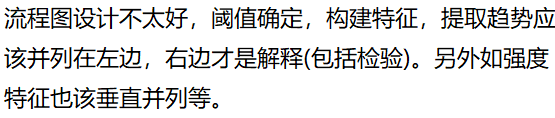 流程图设计不太好，阈值确定，构建特征，提取趋势应
该并列在左边，右边才是解释(包括检验)。另外如强度
特征也该垂直并列等。